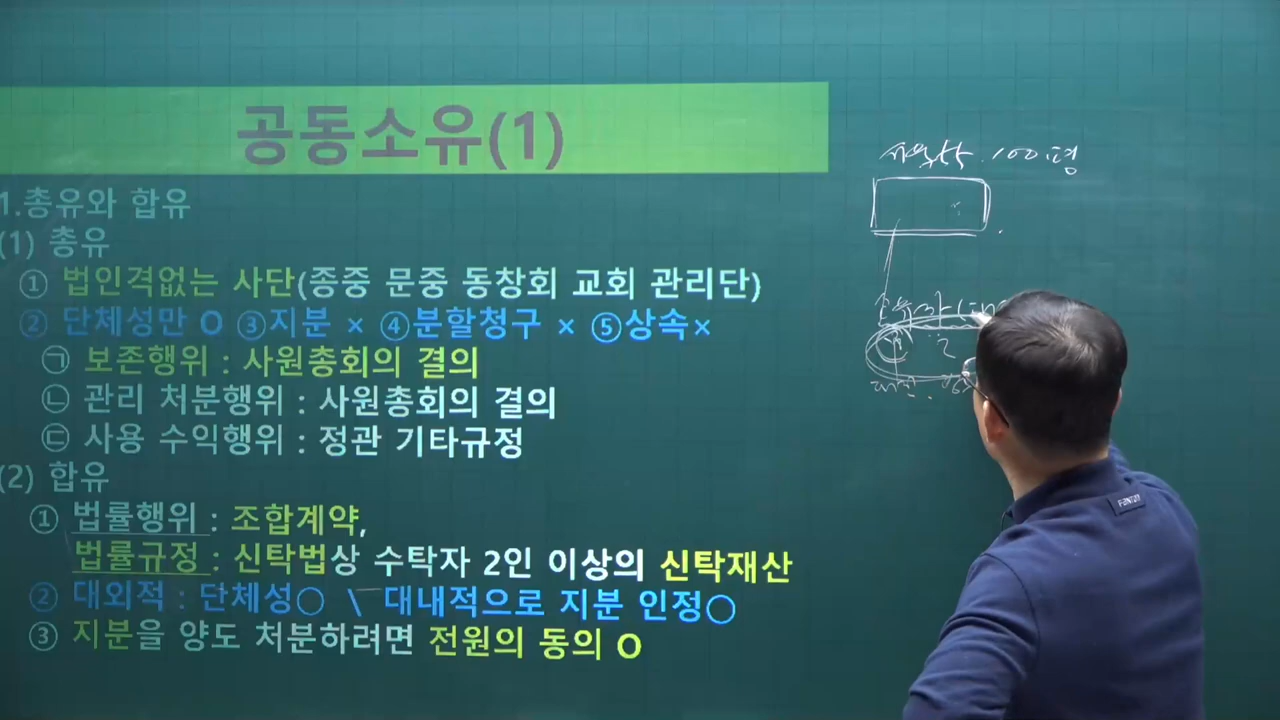 공동소유(1)
1.총유와 합유
(1) 총유
① 법인격없는 사단(종중 문중 동창회 교회 관리단)
② 단체성만 O ③지분 × ④분할청구 × ⑤상속×
㉠ 보존행위 : 사원총회의 결의
㉡ 관리 처분행위 : 사원총회의 결의
㉢ 사용 수익행위 : 정관 기타규정
(2) 합유
① 법률행위 : 조합계약,
법률규정 : 신탁법상 수탁자 2인 이상의 신탁재산
② 대외적 : 단체성○ \ 대내적으로 지분 인정○
③ 지분을 양도 처분하려면 전원의 동의 O
100평
2